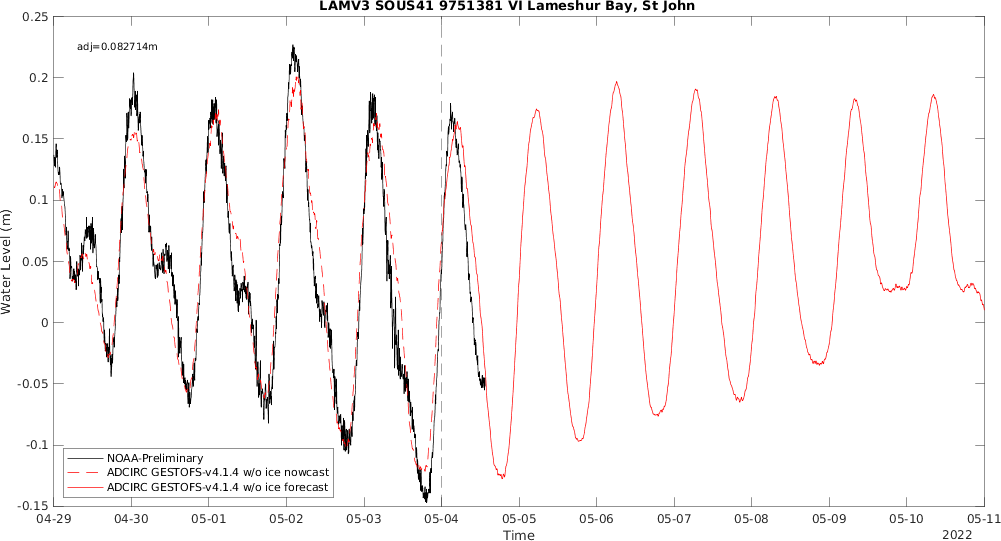 LAMV3 SOUS41 9751381 VI Lameshur Bay, St John
adj=0.082714m
0.25
0.2
0.15
0.1
0.05
0
-0.05
-0.1
-0.15
Water Level (m)
NOAA-Preliminary
ADCIRC GESTOFS-v4.1.4 w/o ice nowcast
ADCIRC GESTOFS-v4.1.4 w/o ice forecast
04-29 04-30 05-01 05-02 05-03 05-04 05-05 05-06 05-07 05-08 05-09 05-10 05-11
Time
2022